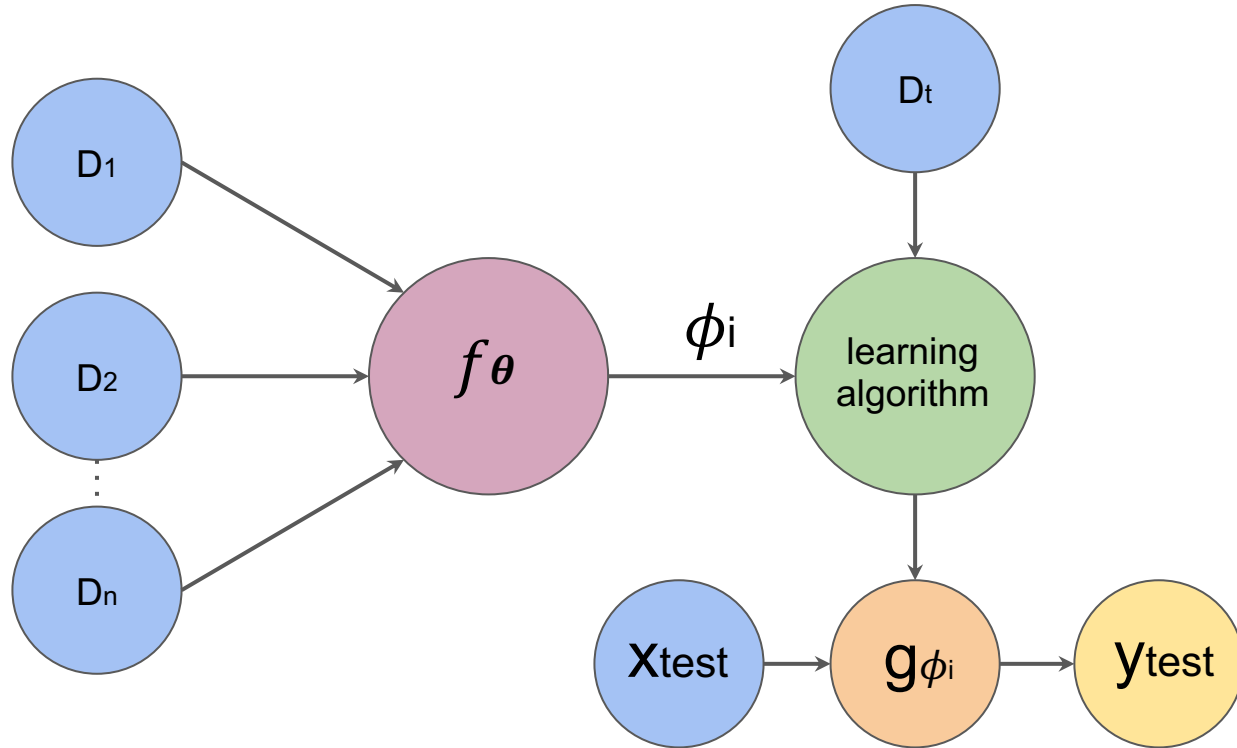 D1
D2
Dn
fθ
ϕi
Dt
learning
algorithm
xtest
gϕi
ytest